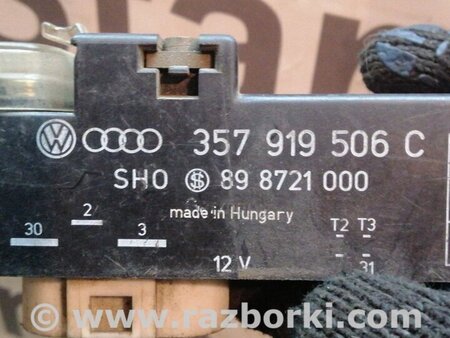 357 919 506 C
SHO 89 8721 000
made in Hungary
T2 T3
2
30
3
31
12 V
© - www.razborki.com